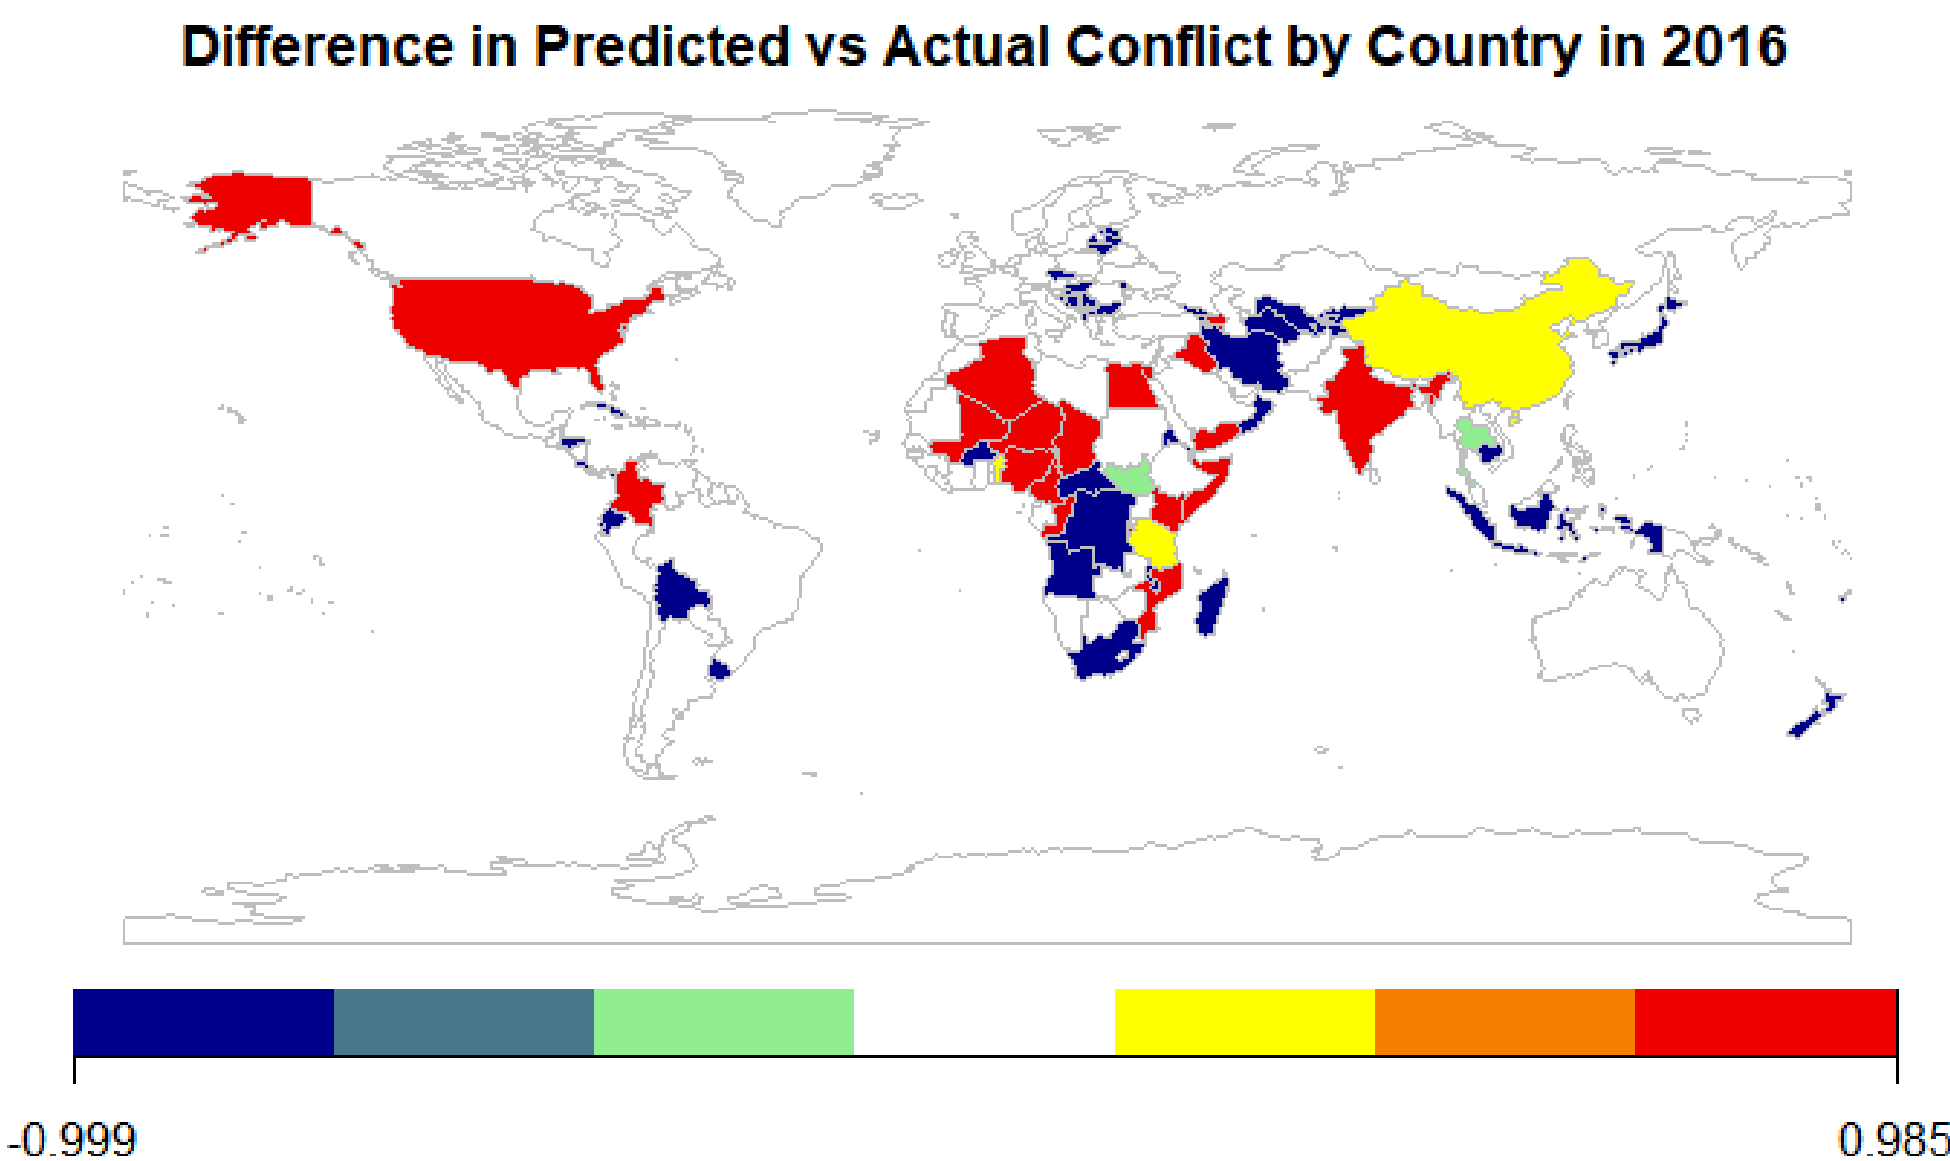 Difference in Predicted vs Actual Conflict by Country in 2016
-0.999 0.985